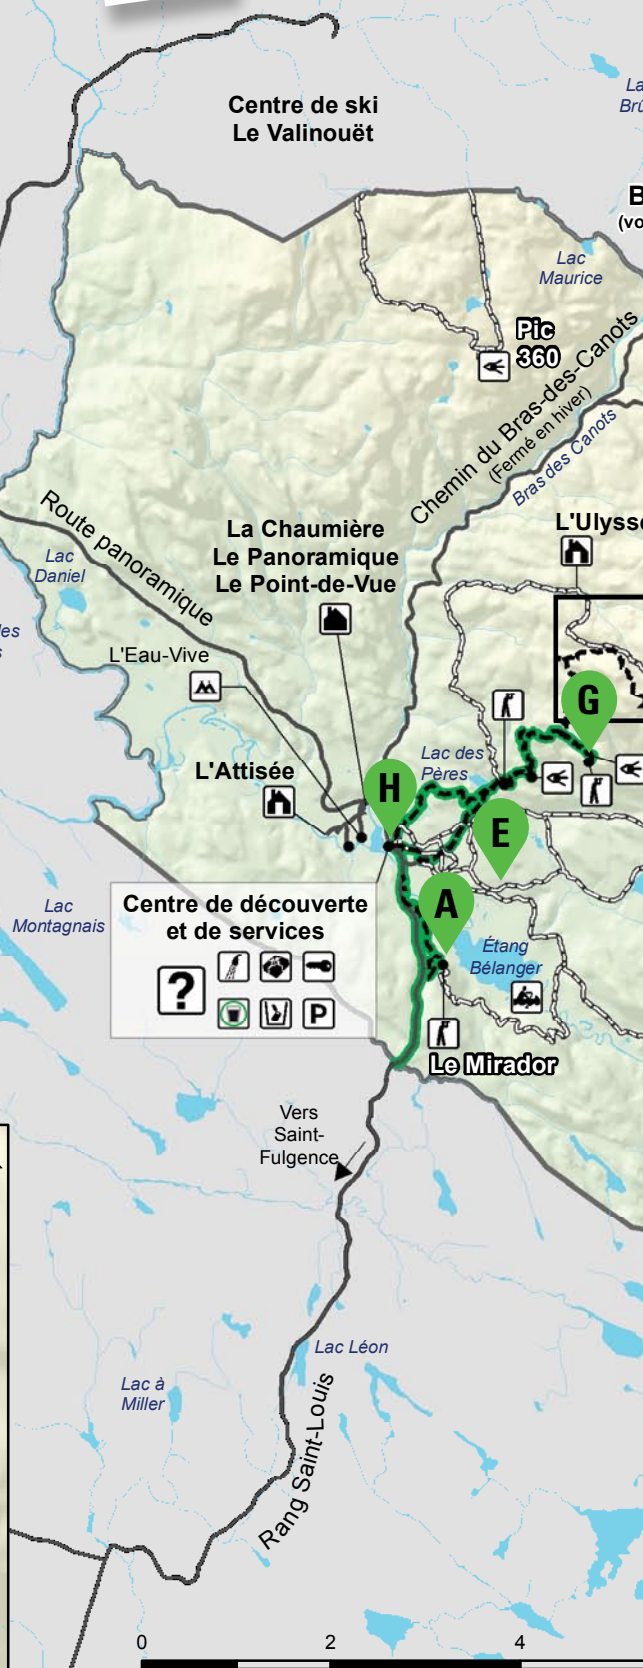 Centre de ski
Le Valinouët
La
Brû
B
(vo
Lac
Maurice
Pic
360
Chemin du Bras-des-Canots
(Fermé en hiver)
Bras des Canots
Route panoramique
La Chaumière
Le Panoramique
Le Point-de-Vue
L'Ulysse
Lac
Daniel
les
s
L'Eau-Vive
G
L'Attisée
Lac des
Pères
H
E
A
Centre de découverte
et de services
?
P
Lac
Montagnais
Étang
Bélanger
Le Mirador
Vers
Saint-
Fulgence
Lac Léon
Lac à
Miller
Rang Saint-Louis
0 2 4